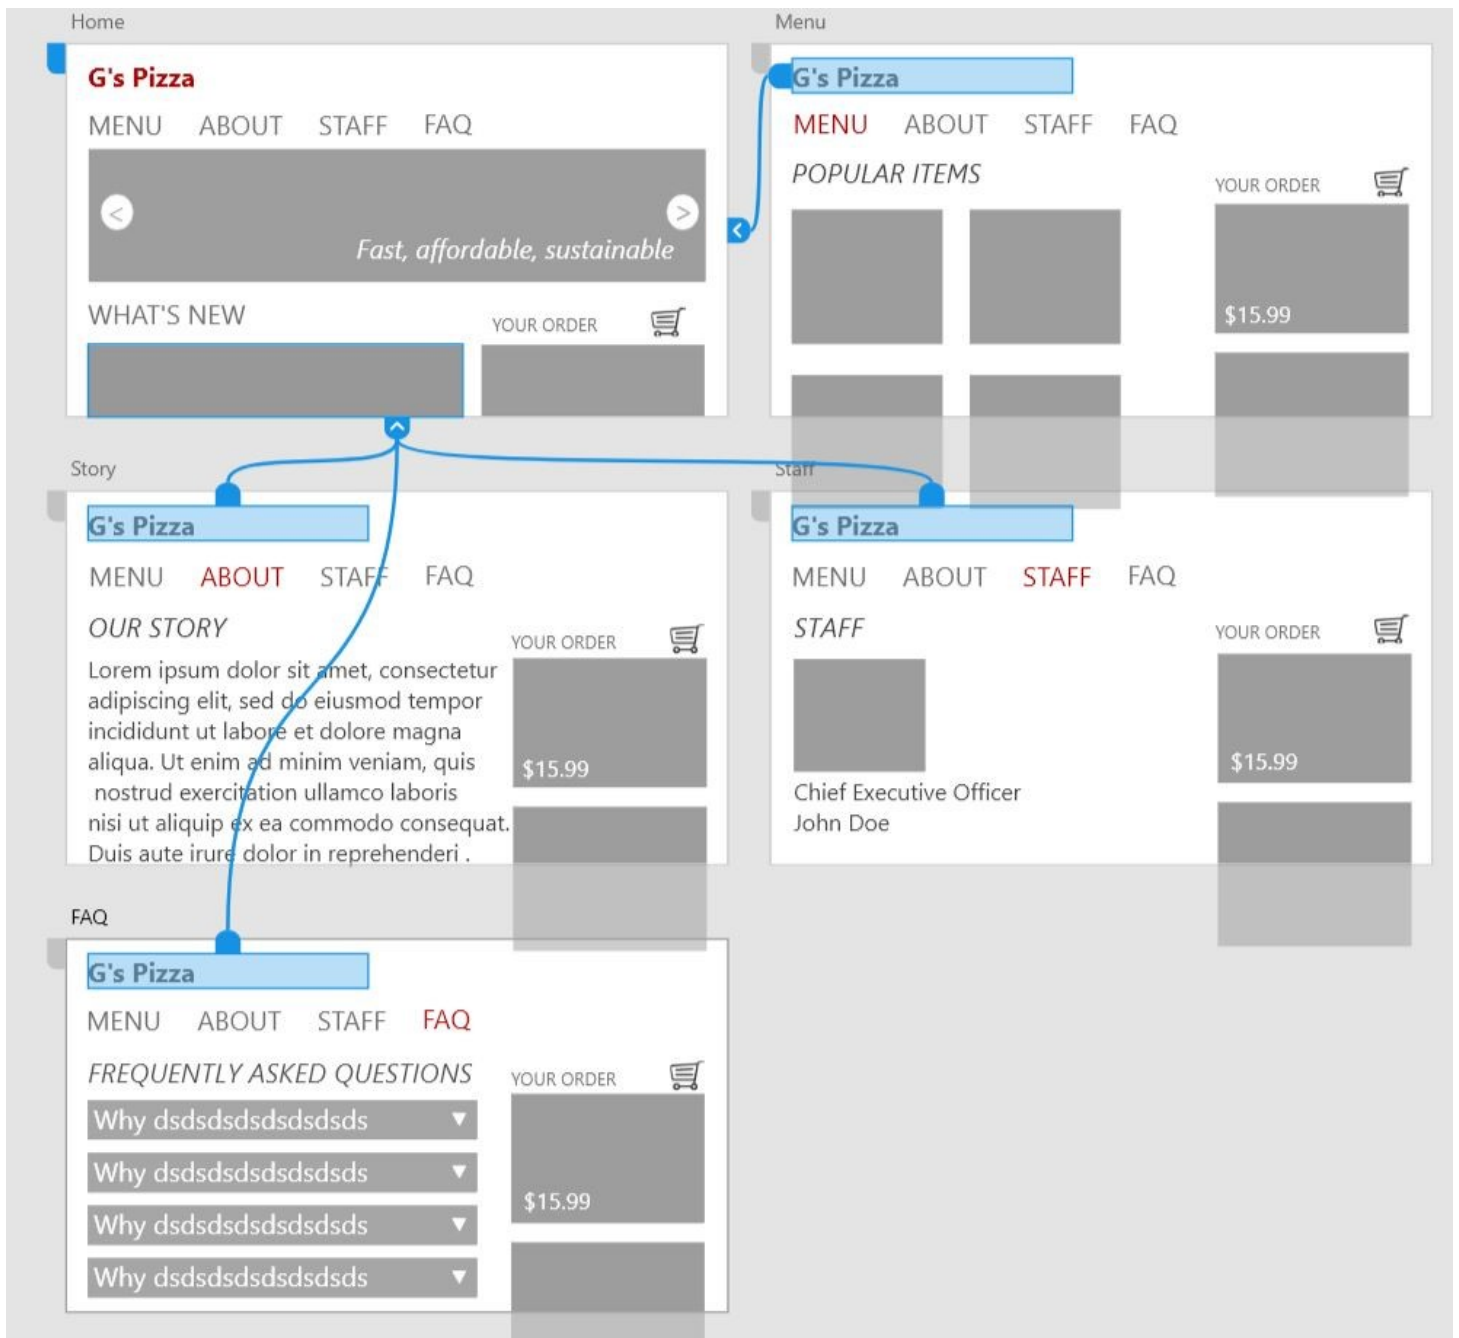 Home
G's Pizza
MENU ABOUT STAFF FAQ
< >
Fast, affordable, sustainable
WHAT'S NEW
YOUR ORDER
Menu
G's Pizza
MENU ABOUT STAFF FAQ
POPULAR ITEMS
YOUR ORDER
$15.99
Story
G's Pizza
MENU ABOUT STAFF FAQ
OUR STORY
YOUR ORDER
Lorem ipsum dolor sit amet, consectetur
adipiscing elit, sed do eiusmod tempor
incididunt ut labore et dolore magna
aliqua. Ut enim ad minim veniam, quis
nostrud exercitation ullamco laboris
nisi ut aliquip ex ea commodo consequat.
Duis aute irure dolor in reprehenderi .
$15.99
Staff
G's Pizza
MENU ABOUT STAFF FAQ
STAFF
YOUR ORDER
$15.99
Chief Executive Officer
John Doe
FAQ
G's Pizza
MENU ABOUT STAFF FAQ
FREQUENTLY ASKED QUESTIONS
YOUR ORDER
Why dsdsdsdsdsdsdsds
Why dsdsdsdsdsdsdsds
Why dsdsdsdsdsdsdsds
Why dsdsdsdsdsdsdsds
$15.99